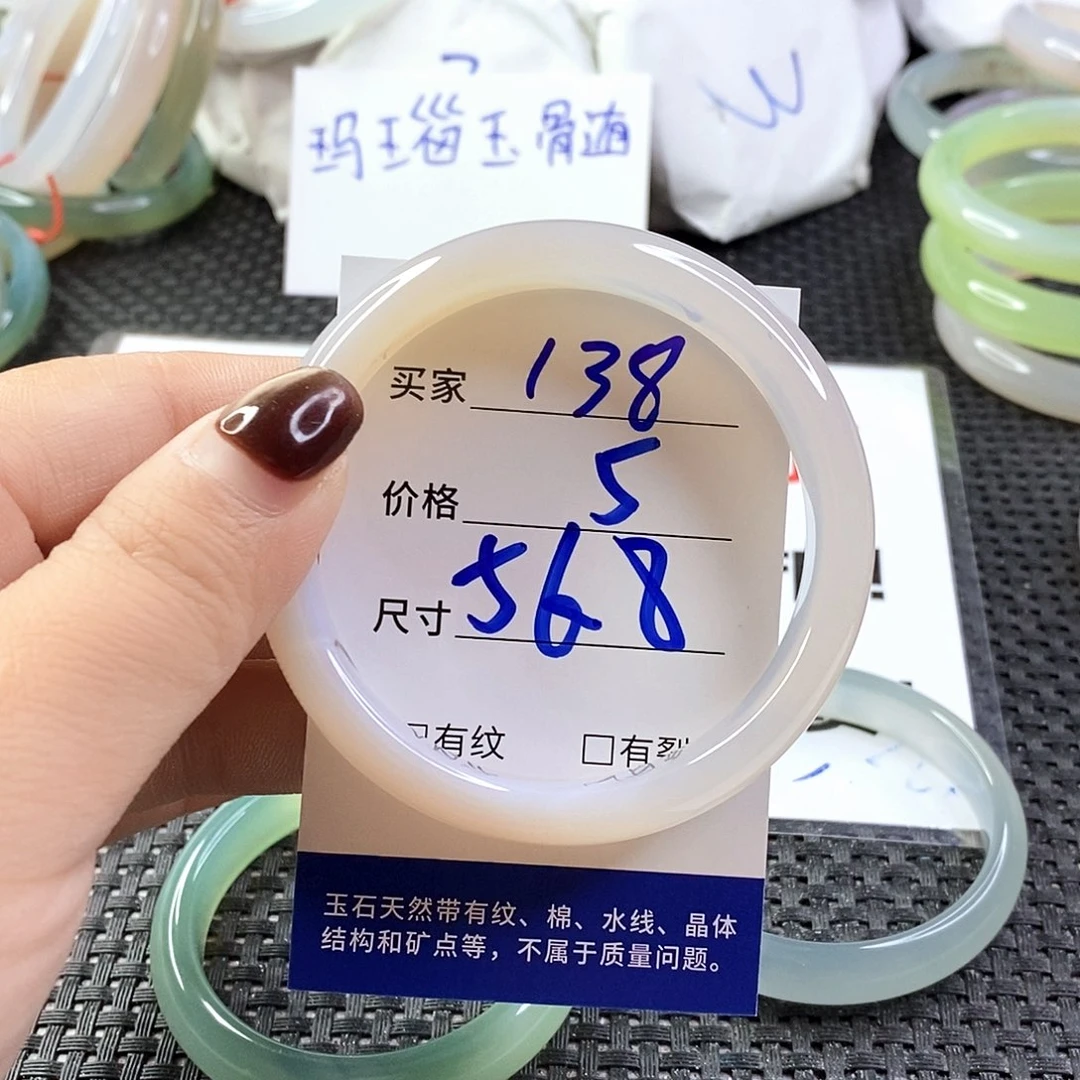 玛瑙玉骨髓
买家 138
价格 5
尺寸 568
□有纹 □有裂
玉石天然带有纹、棉、水线、晶体
结构和矿点等，不属于质量问题。